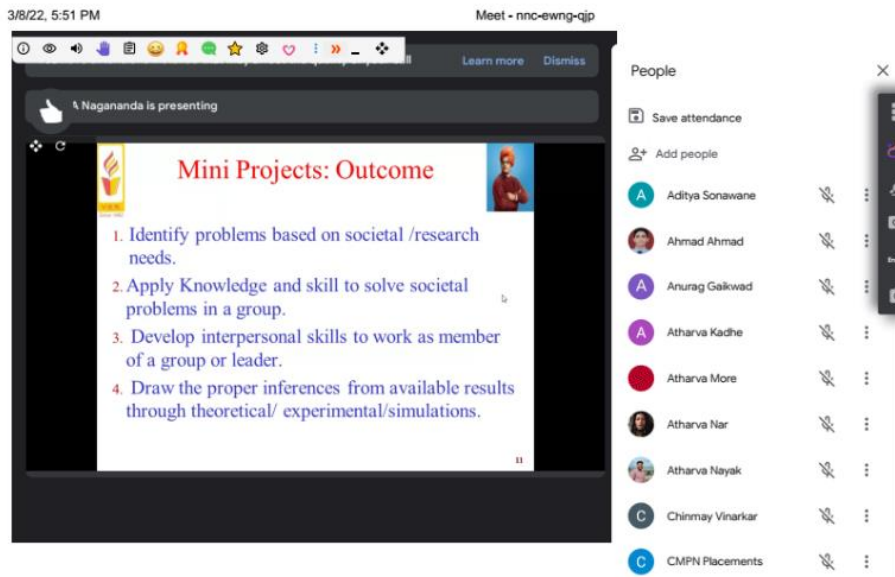 3/8/22, 5:51 PM
Meet - nnc-ewng-qjp
Learn more Dismiss
A Nagananda is presenting
Mini Projects: Outcome
1. Identify problems based on societal /research
needs.
2. Apply Knowledge and skill to solve societal
problems in a group.
3. Develop interpersonal skills to work as member
of a group or leader.
4. Draw the proper inferences from available results
through theoretical/ experimental/simulations.
11
People
Save attendance
Add people
A Aditya Sonawane
Ahmad Ahmad
A Anurag Gaikwad
A Atharva Kadhe
Atharva More
Atharva Nar
Atharva Nayak
C Chinmay Vinarkar
C CMPN Placements